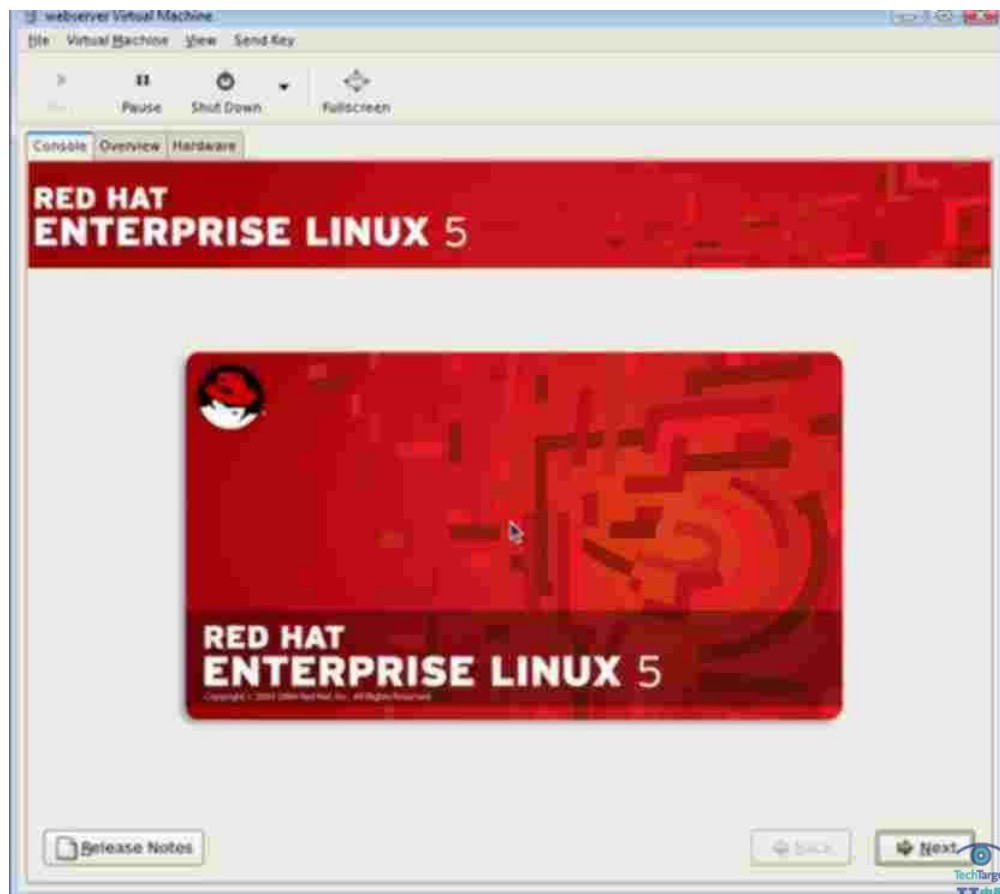 webserver Virtual Machine
File Virtual Machine View Send Key
Pause Shut Down Fullscreen
Console Overview Hardware
RED HAT
ENTERPRISE LINUX 5
RED HAT
ENTERPRISE LINUX 5
Release Notes Back Next
TechTarge